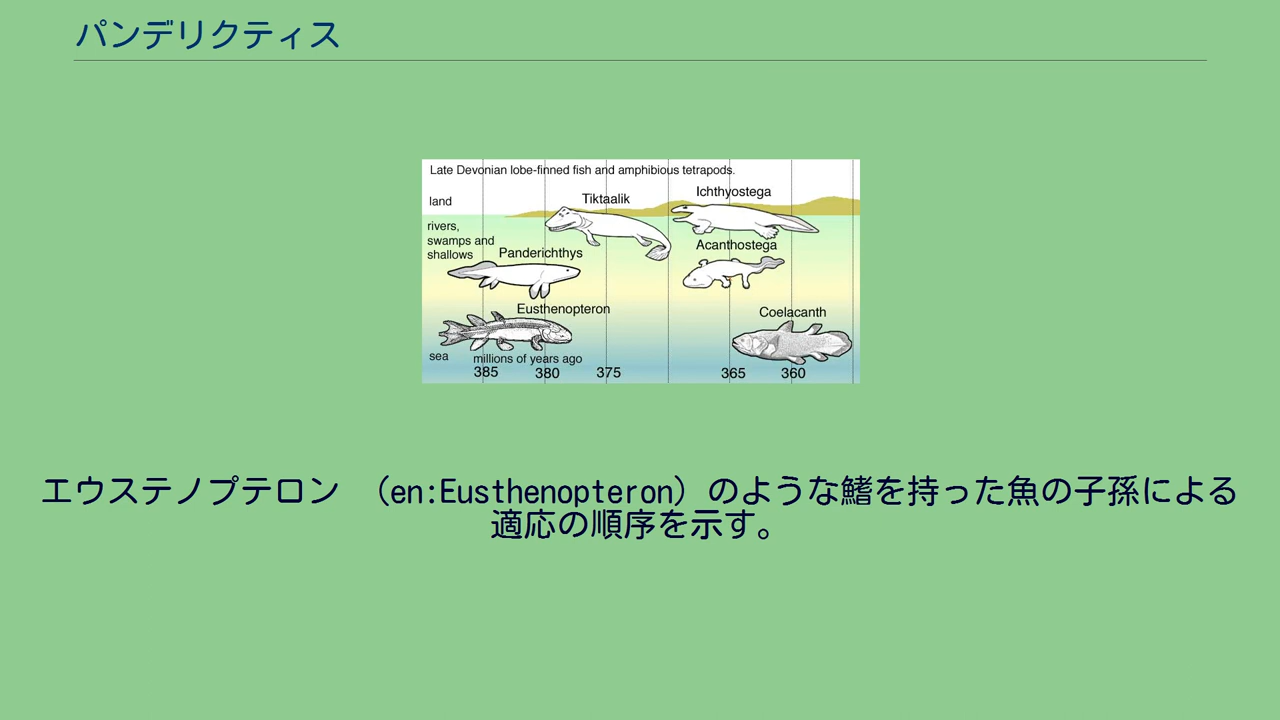 パンデリクティス
Late Devonian lobe-finned fish and amphibious tetrapods.
land
Tiktaalik
Ichthyostega
rivers,
swamps and
shallows
Panderichthys
Acanthostega
Eusthenopteron
Coelacanth
sea
millions of years ago
385 380 375 365 360
エウステノプテロン （en:Eusthenopteron）のような鰭を持った魚の子孫による
適応の順序を示す。